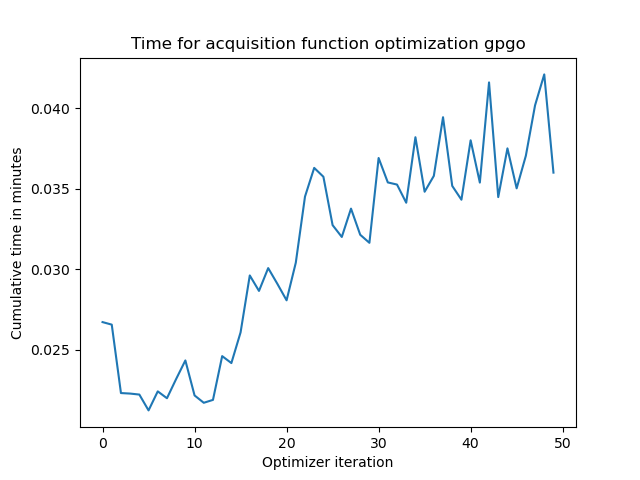 Time for acquisition function optimization gpgo
Cumulative time in minutes
0.040
0.035
0.030
0.025
0 10 20 30 40 50
Optimizer iteration